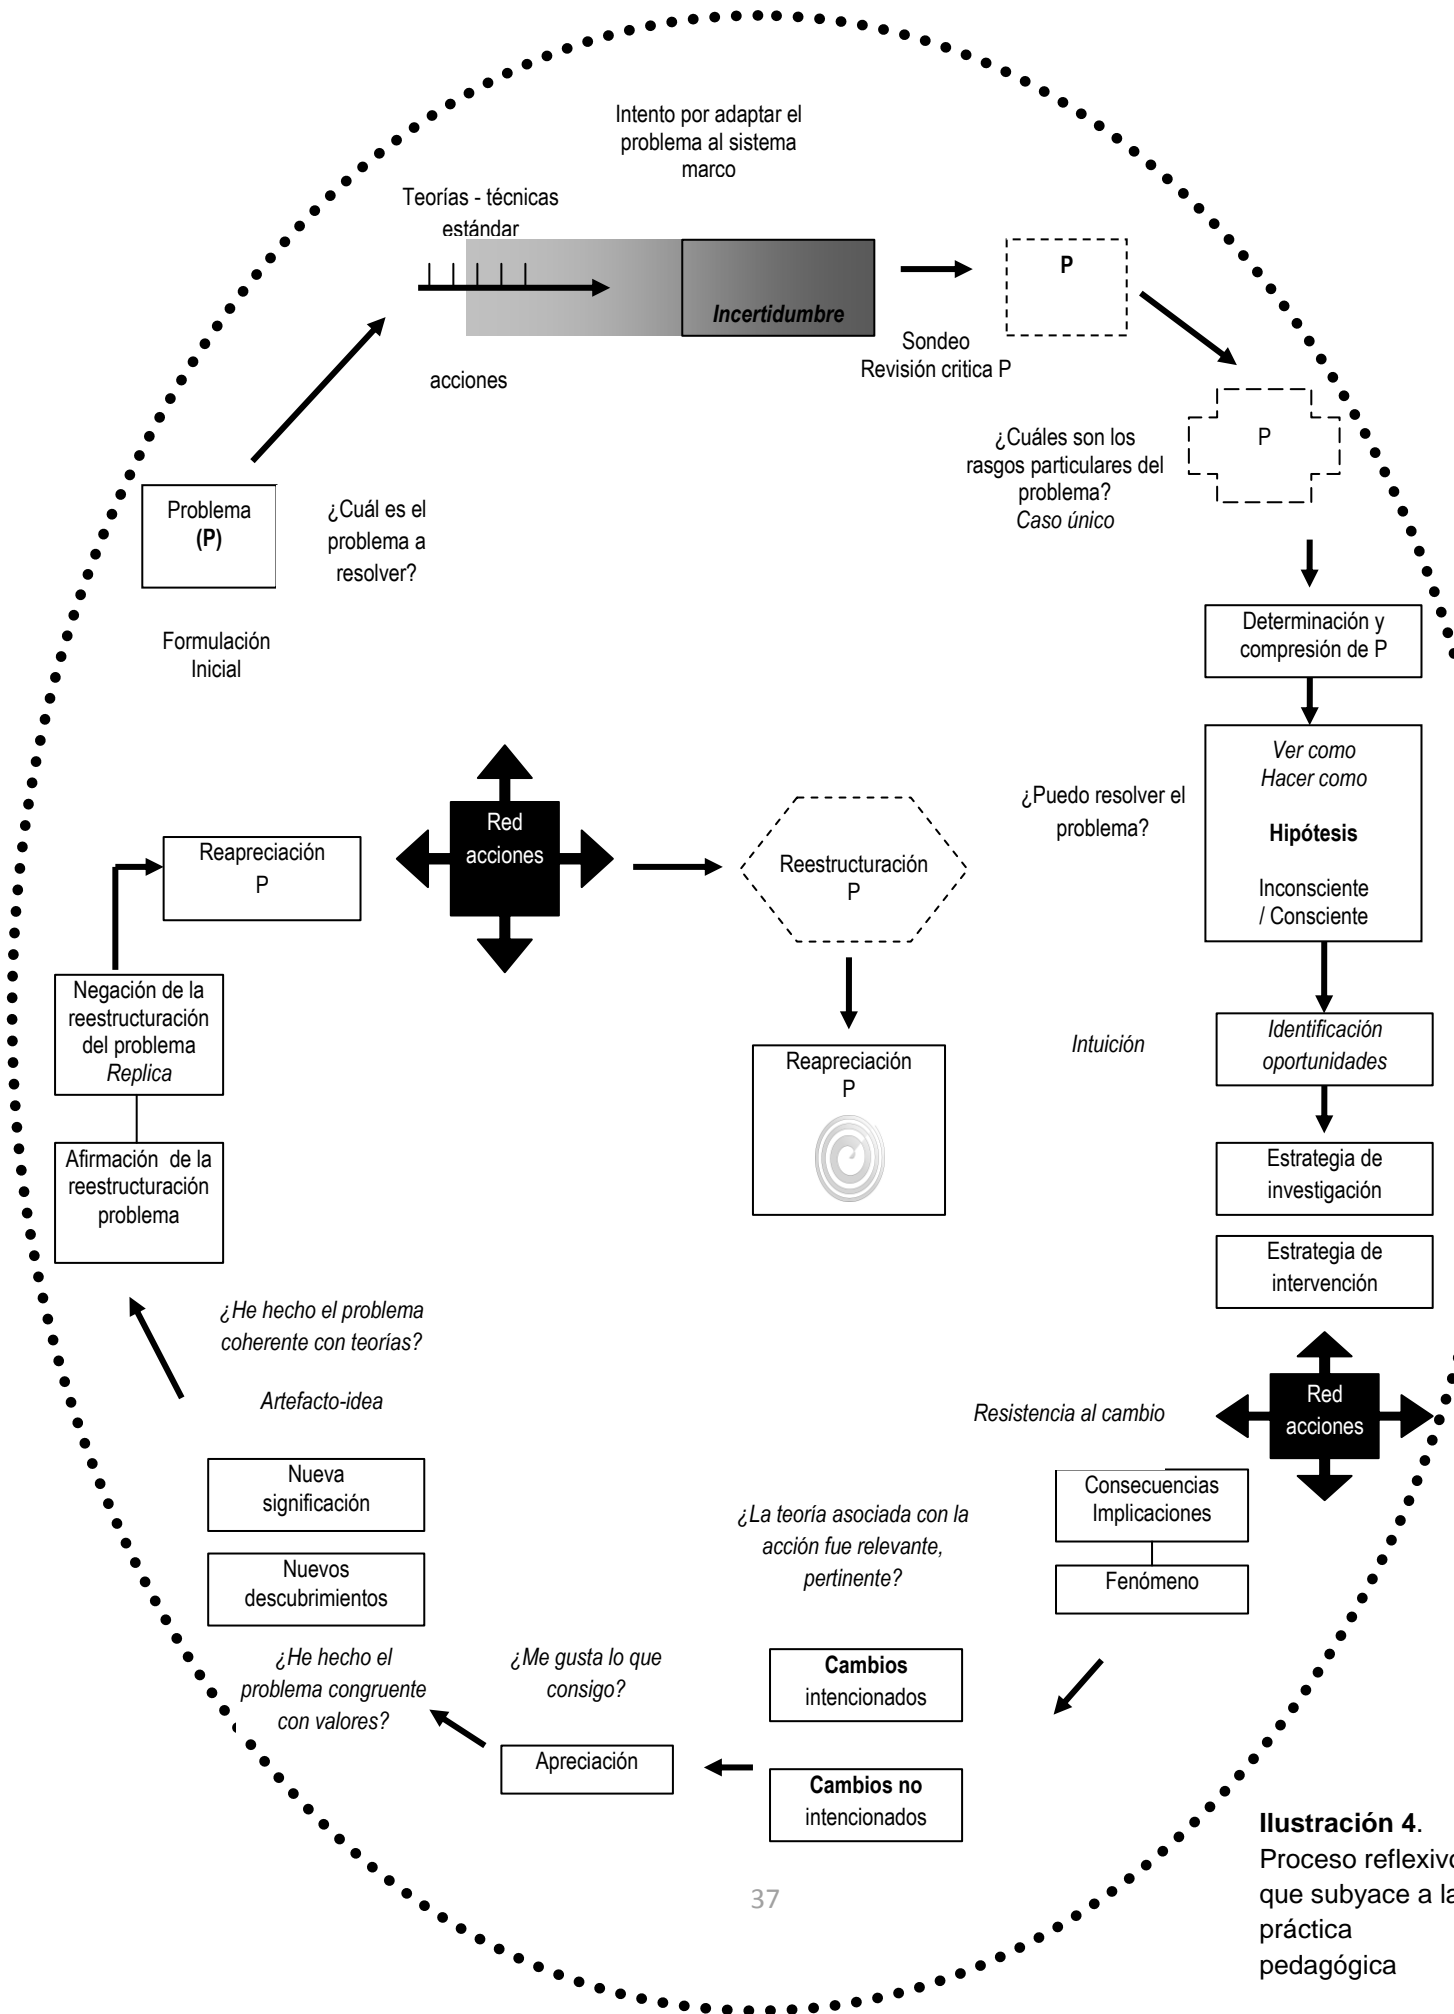 Intento por adaptar el
problema al sistema
marco
Teorías - técnicas
estándar
Incertidumbre
acciones
Sondeo
Revisión critica P
P
P
¿Cuáles son los
rasgos particulares del
problema?
Caso único
Problema
(P)
¿Cuál es el
problema a
resolver?
Formulación
Inicial
Determinación y
compresión de P
Ver como
Hacer como
Hipótesis
Inconsciente
/ Consciente
¿Puedo resolver el
problema?
Reapreciación
P
Red
acciones
Reestructuración
P
Reapreciación
P
Negación de la
reestructuración
del problema
Replica
Afirmación de la
reestructuración
problema
Intuición
Identificación
oportunidades
Estrategia de
investigación
Estrategia de
intervención
¿He hecho el problema
coherente con teorías?
Artefacto-idea
Resistencia al cambio
Red
acciones
Nueva
significación
Nuevos
descubrimientos
Consecuencias
Implicaciones
Fenómeno
¿La teoría asociada con la
acción fue relevante,
pertinente?
¿He hecho el
problema congruente
con valores?
¿Me gusta lo que
consigo?
Apreciación
Cambios
intencionados
Cambios no
intencionados
Ilustración 4.
Proceso reflexivo
que subyace a la
práctica
pedagógica
37